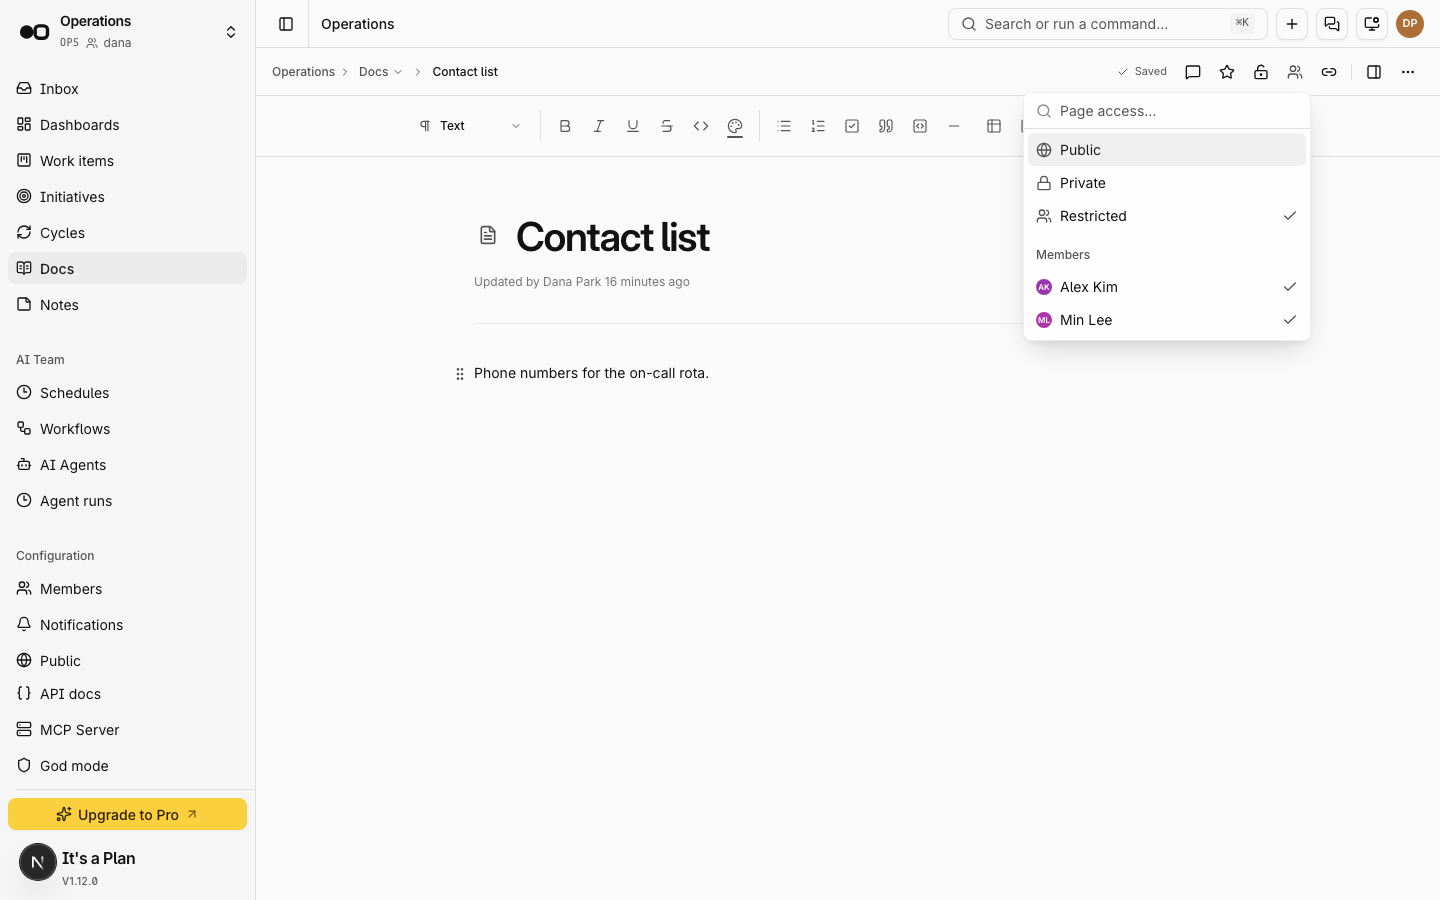 Operations
OPS dana
Inbox
Dashboards
Work items
Initiatives
Cycles
Docs
Notes
AI Team
Schedules
Workflows
AI Agents
Agent runs
Configuration
Members
Notifications
Public
API docs
MCP Server
God mode
Upgrade to Pro
N
It's a Plan
V1.12.0
Operations
Search or run a command...
⌘K
DP
Operations
Docs
Contact list
Saved
Text
Contact list
Updated by Dana Park 16 minutes ago
Phone numbers for the on-call rota.
Page access...
Public
Private
Restricted
Members
AK Alex Kim
ML Min Lee